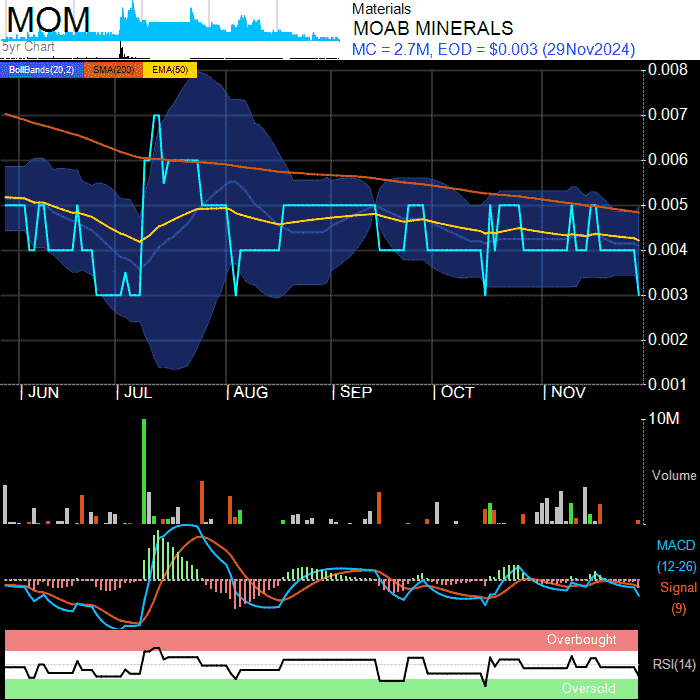 MOM
5yr Chart
Materials
MOAB MINERALS
MC = 2.7M, EOD = $0.003 (29Nov2024)
BollBands(20,2) SMA(200) EMA(50)
0.008
0.007
0.006
0.005
0.004
0.003
0.002
0.001
JUN JUL AUG SEP OCT NOV
10M
Volume
MACD
(12-26)
Signal
(9)
Overbought
RSI(14)
Oversold